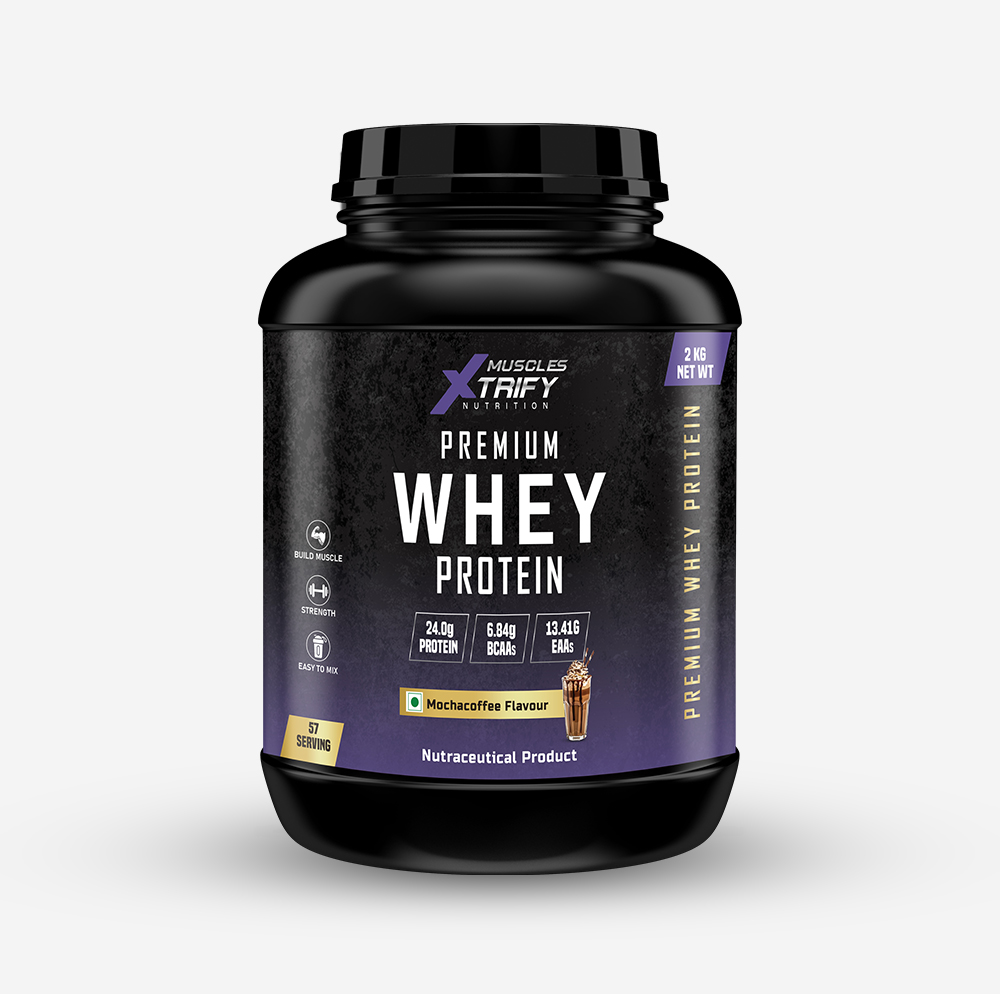 MUSCLES
XTRIFY
NUTRITION
2 KG
NET WT
PREMIUM
WHEY
PROTEIN
PREMIUM WHEY PROTEIN
BUILD MUSCLE
STRENGTH
EASY TO MIX
24.0g
PROTEIN
6.84g
BCAAs
13.41G
EAAs
Mochacoffee Flavour
57
SERVING
Nutraceutical Product